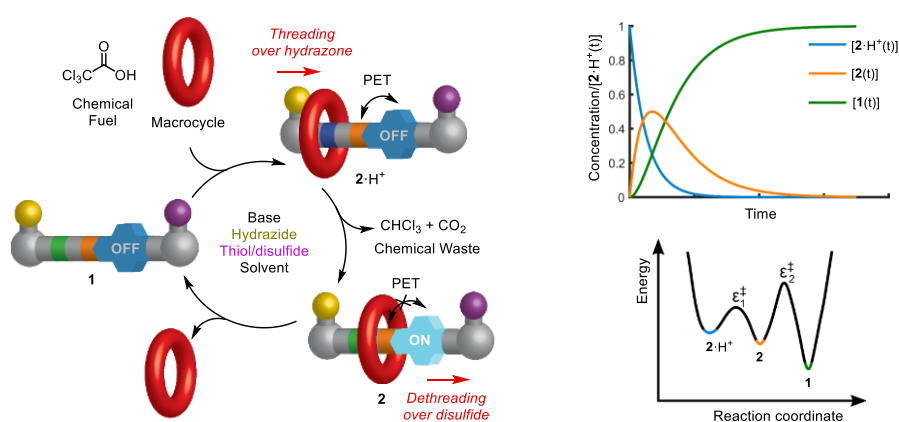 O
Cl3C
OH
Chemical
Fuel
Macrocycle
Threading
over hydrazone
PET
OFF
2·H+
Base
Hydrazide
Thiol/disulfide
Solvent
CHCl3 + CO2
Chemical Waste
OFF
1
PET
ON
2
Dethreading
over disulfide
Concentration/[2·H+(t)]
1
0.8
0.6
0.4
0.2
0
Time
[2·H+(t)]
[2(t)]
[1(t)]
Energy
ε1‡
ε2‡
2·H+
2
1
Reaction coordinate